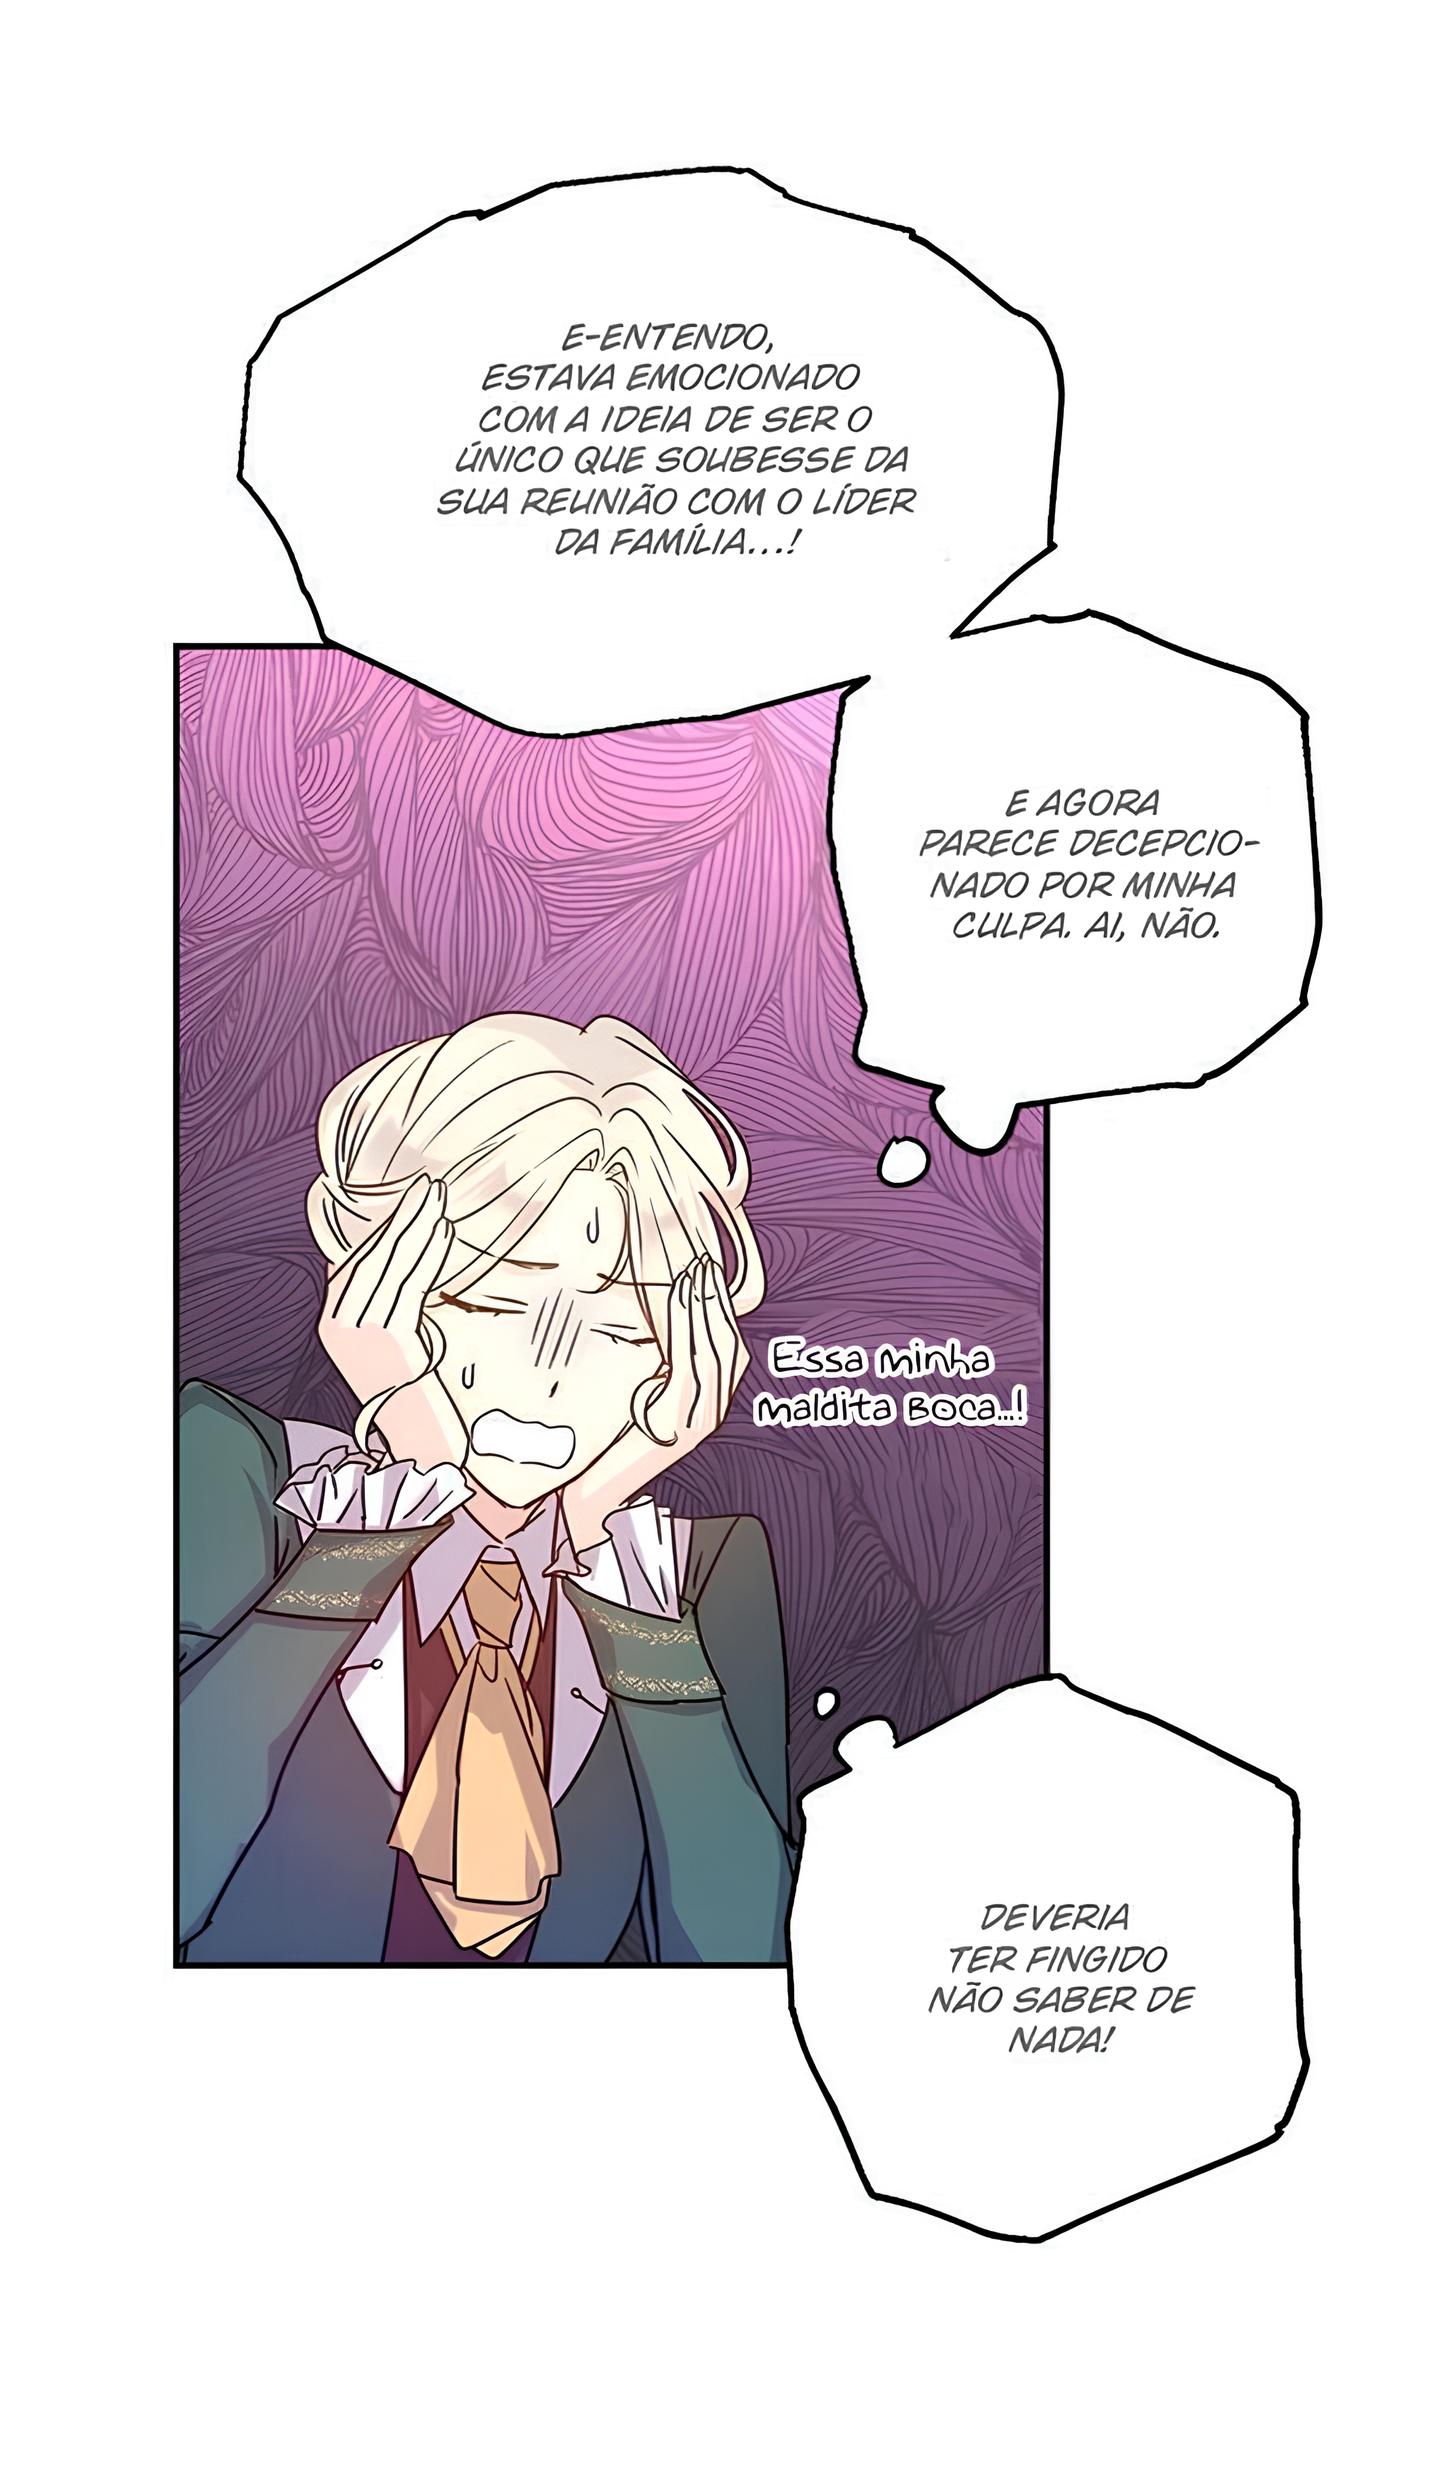 E-ENTENDO,
ESTAVA EMOCIONADO
COM A IDEIA DE SER O
ÚNICO QUE SOUBESSE DA
SUA REUNIÃO COM O LÍDER
DA FAMÍLIA...!
E AGORA
PARECE DECEPCIO-
NADO POR MINHA
CULPA. AI, NÃO.
Essa minha
maldita Boca...!
DEVERIA
TER FINGIDO
NÃO SABER DE
NADA!